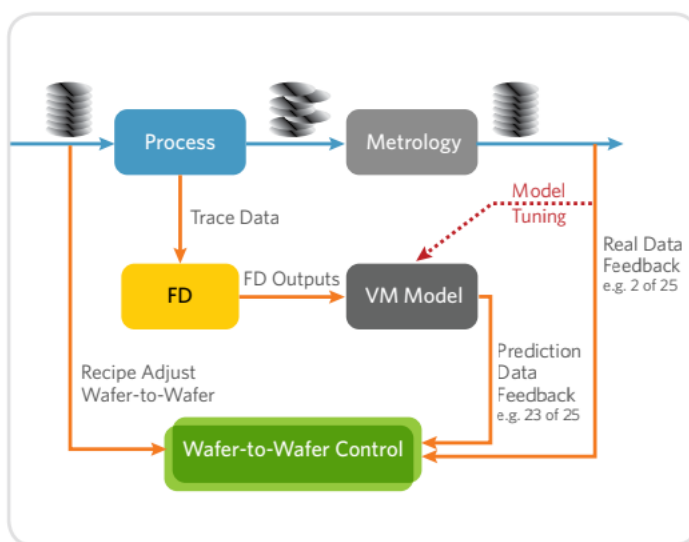 Process
Metrology
Trace Data
Model
Tuning
Real Data
Feedback
e.g. 2 of 25
FD
FD Outputs
VM Model
Prediction
Data
Feedback
e.g. 23 of 25
Recipe Adjust
Wafer-to-Wafer
Wafer-to-Wafer Control